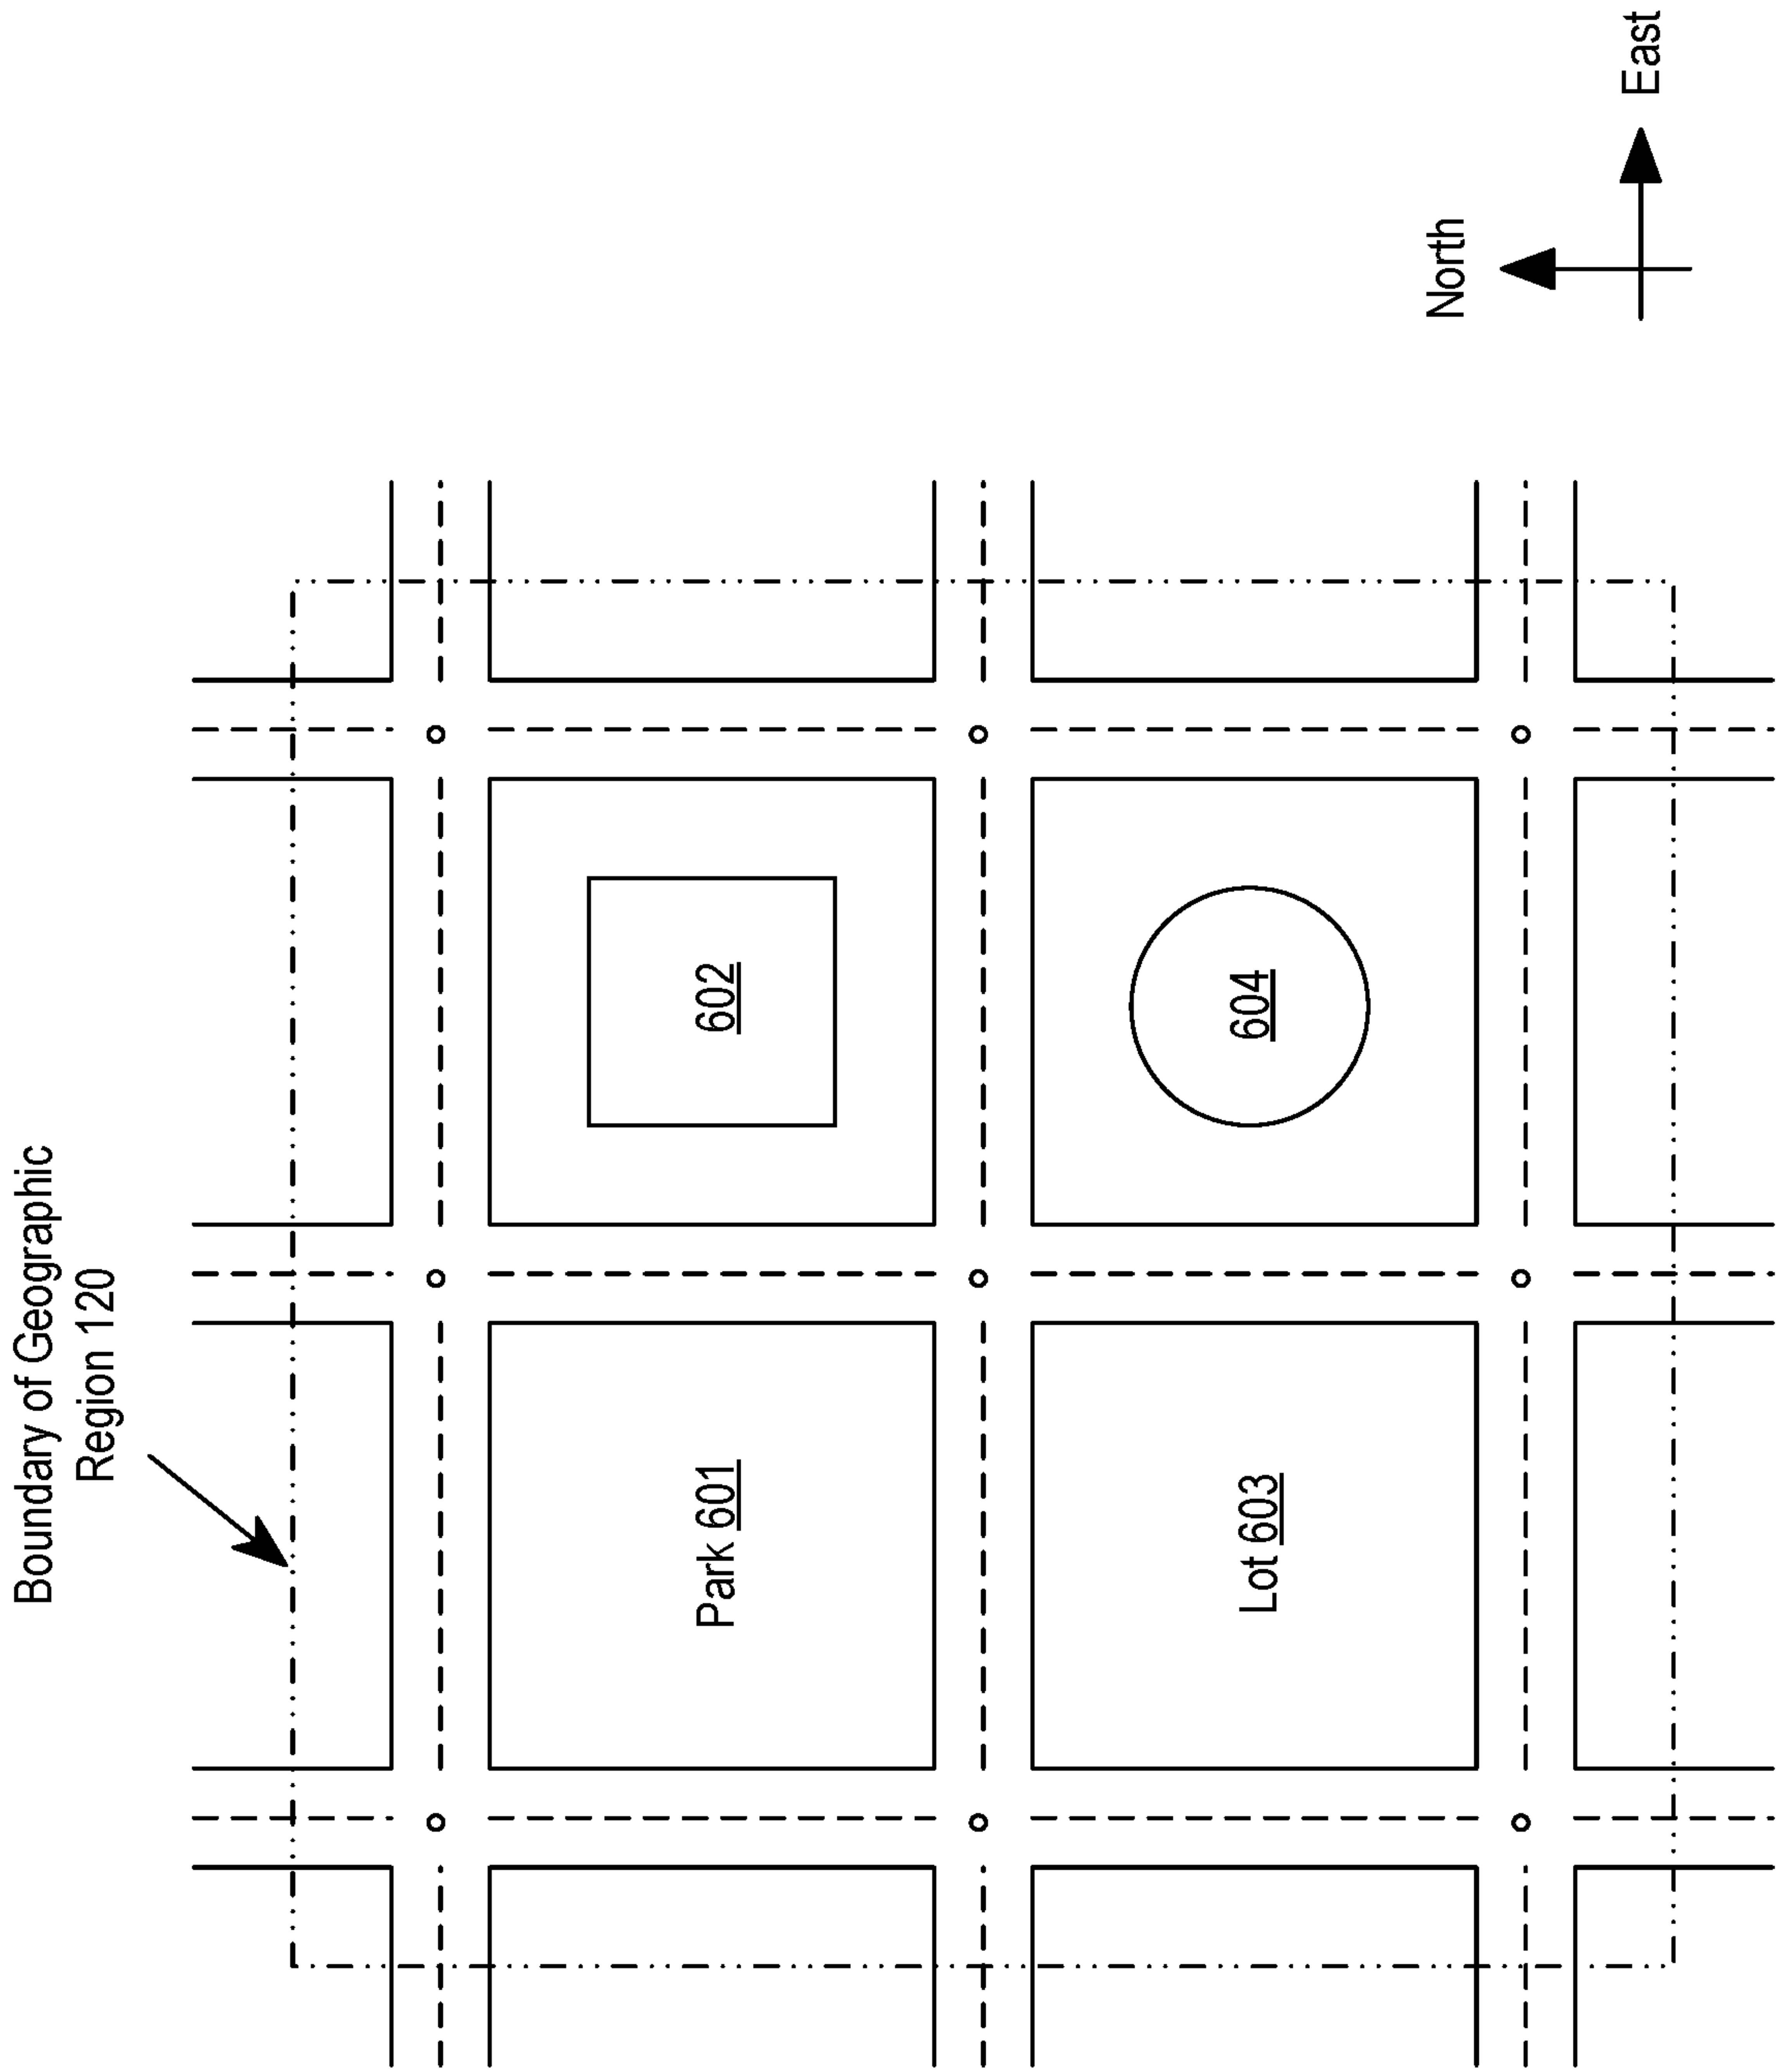 Boundary of Geographic
Region 120
Park 601
602
Lot 603
604
North
East